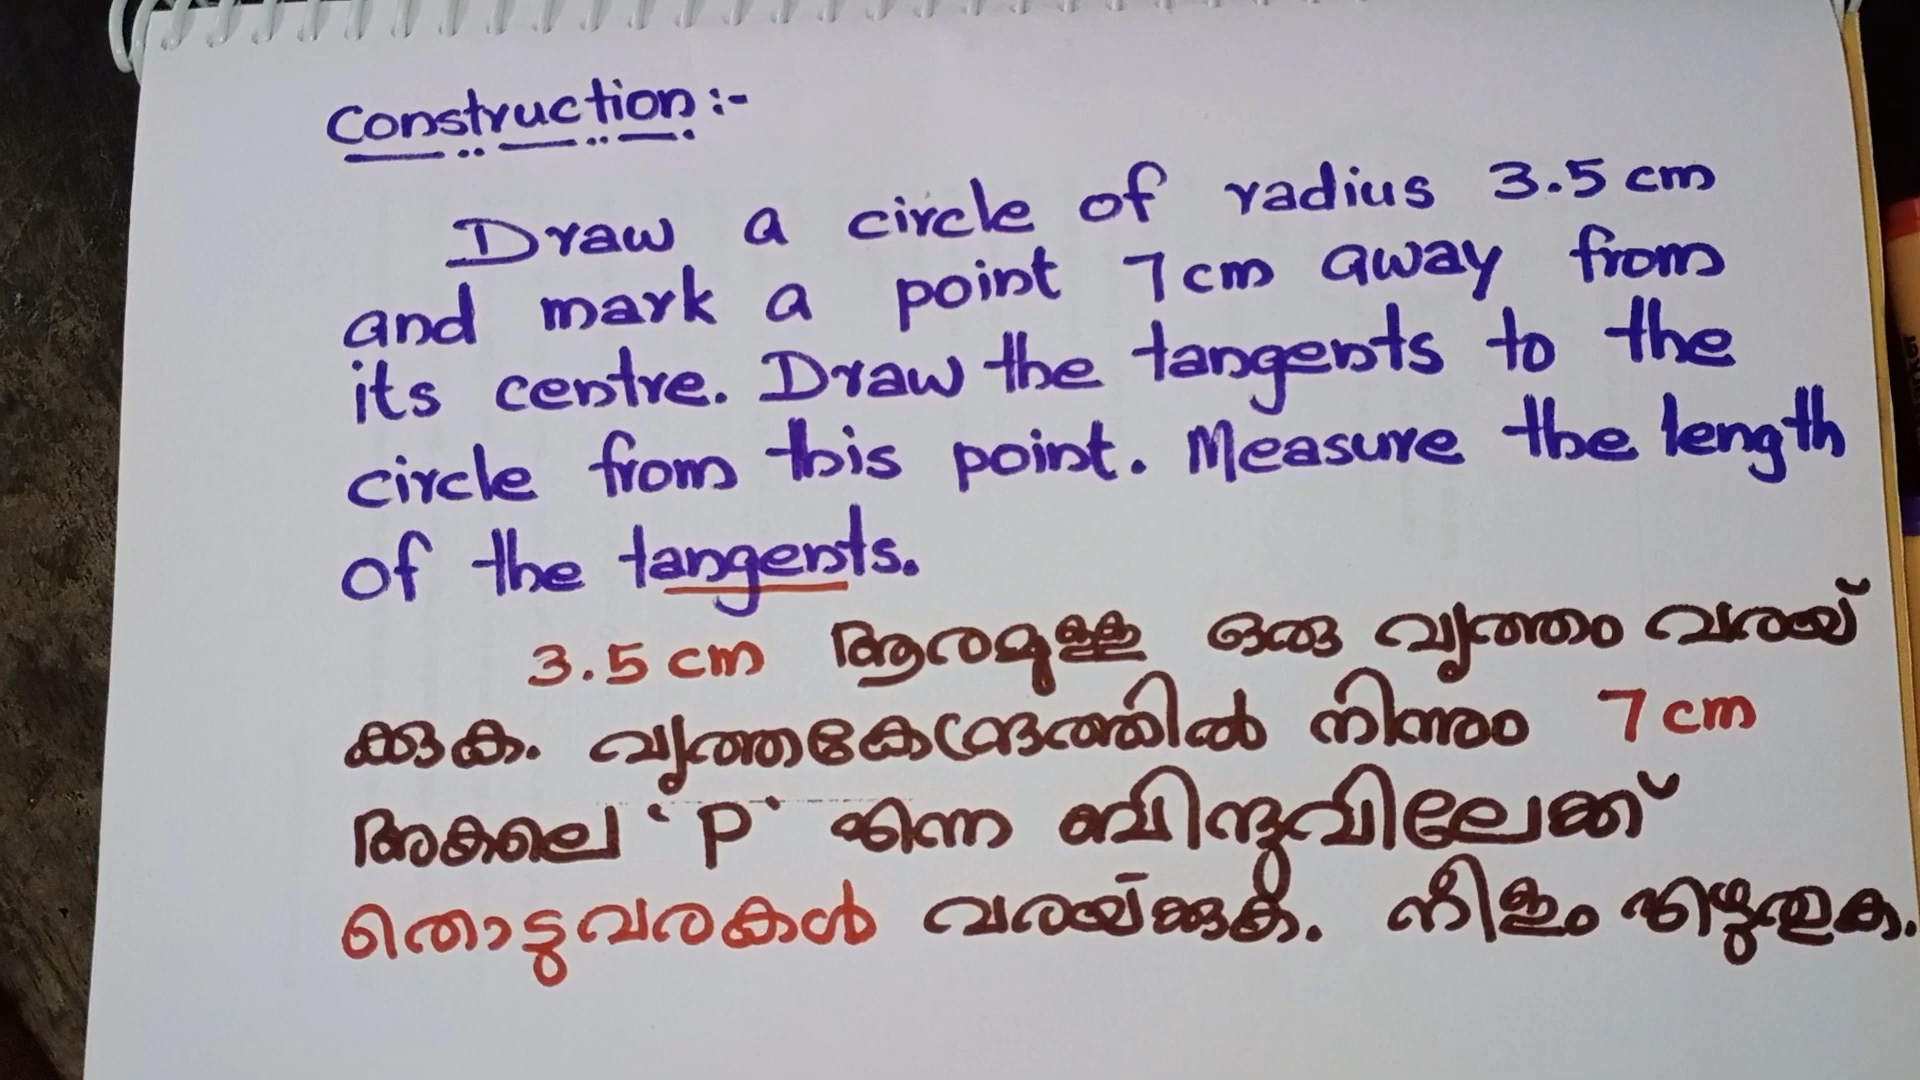 Construction:-
Draw a circle of radius 3.5 cm
and mark a point 7 cm away from
its centre. Draw the tangents to the
circle from this point. Measure the length
of the tangents.
3.5 cm ആരമുള്ള ഒരു വൃത്തം വരയ്
ക്കുക. വൃത്തകേന്ദ്രത്തിൽ നിന്നും 7 cm
അകലെ 'P' എന്ന ബിന്ദുവിലേക്ക്
തൊടുവരകൾ വരയ്ക്കുക. നീളം എഴുതുക.